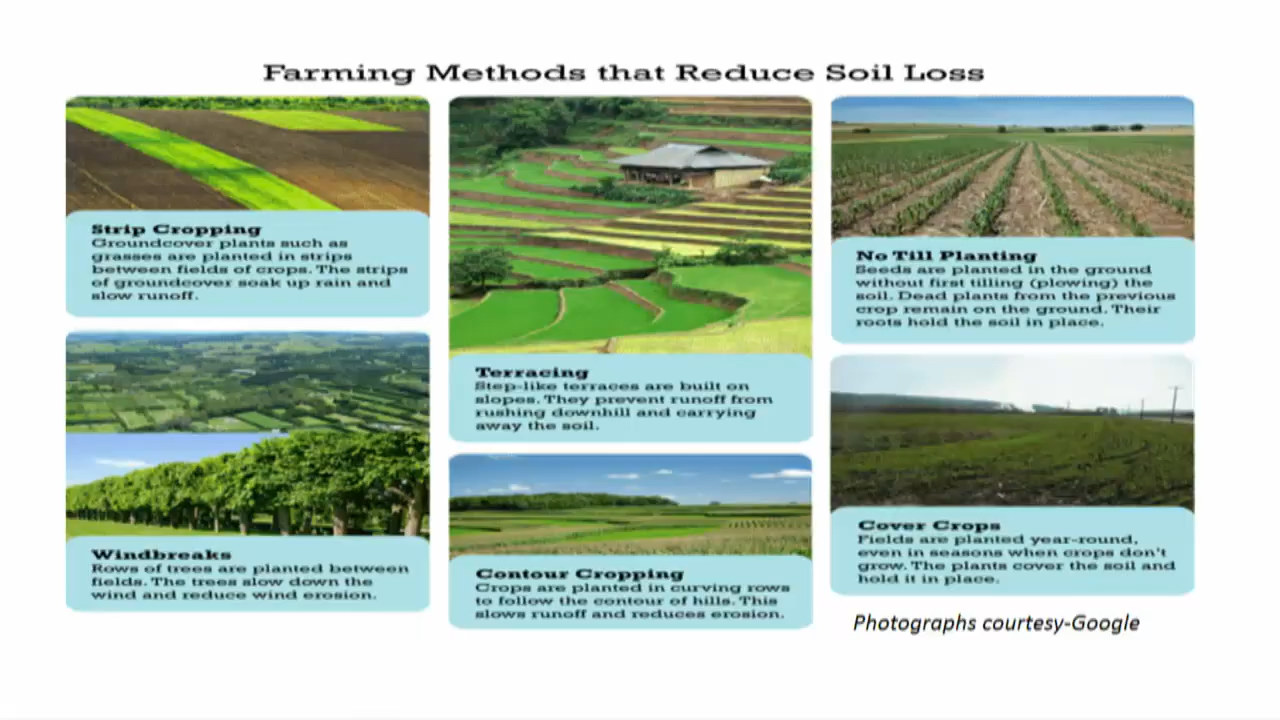 Farming Methods that Reduce Soil Loss
Strip Cropping
Groundcover plants such as
grasses are planted in strips
between fields of crops. The strips
of groundcover soak up rain and
slow runoff.
Windbreaks
Rows of trees are planted between
fields. The trees slow down the
wind and reduce wind erosion.
Terracing
Step-like terraces are built on
slopes. They prevent runoff from
rushing downhill and carrying
away the soil.
Contour Cropping
Crops are planted in curving rows
to follow the contour of hills. This
slows runoff and reduces erosion.
No Till Planting
Seeds are planted in the ground
without first tilling (plowing) the
soil. Dead plants from the previous
crop remain on the ground. Their
roots hold the soil in place.
Cover Crops
Fields are planted year-round,
even in seasons when crops don't
grow. The plants cover the soil and
hold it in place.
Photographs courtesy-Google